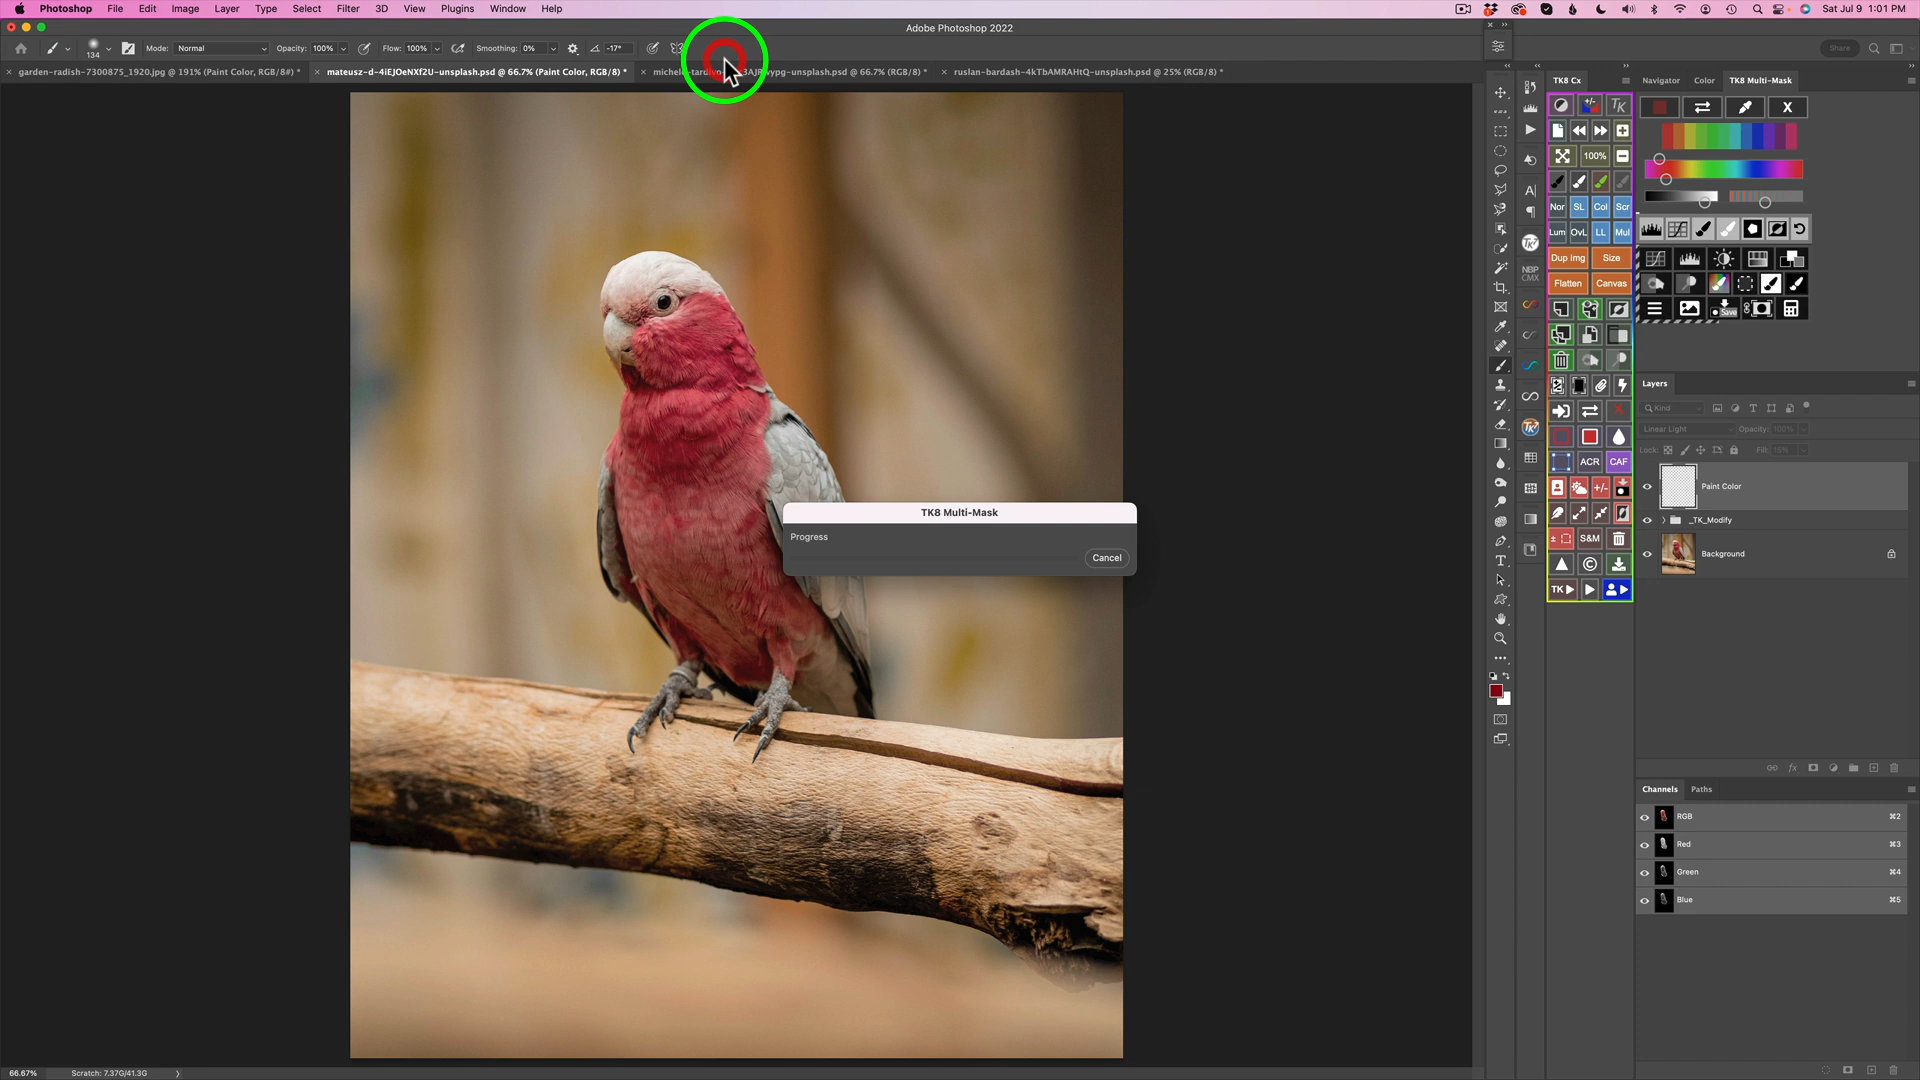 Photoshop File Edit Image Layer Type Select Filter 3D View Plugins Window Help Sat Jul 9 1:01 PM
Adobe Photoshop 2022
134 Mode: Normal Opacity: 100% Flow: 100% Smoothing: 0% -17° Share
garden-radish-7300875_1920.jpg @ 191% (Paint Color, RGB/8#) *
mateusz-d-4iEJOeNXf2U-unsplash.psd @ 66.7% (Paint Color, RGB/8) *
unsplash.psd @ 66.7% (RGB/8) *
ruslan-bardash-4kTbAMRAHtQ-unsplash.psd @ 25% (RGB/8) *
TK8 Cx
Navigator Color TK8 Multi-Mask
TK
X
100%
Nor SL Col Scr
Lum OvL LL Mul
Dup Img Size
Flatten Canvas
Save
TK7
NBP
CMX
TK7
ACR CAF
S&M
TK
TK8 Multi-Mask
Progress
Cancel
Layers
Kind
Linear Light Opacity: 100%
Lock: Fill: 15%
Paint Color
_TK_Modify
Background
Channels Paths
RGB ⌘2
Red ⌘3
Green ⌘4
Blue ⌘5
66.67% Scratch: 7.37G/41.3G